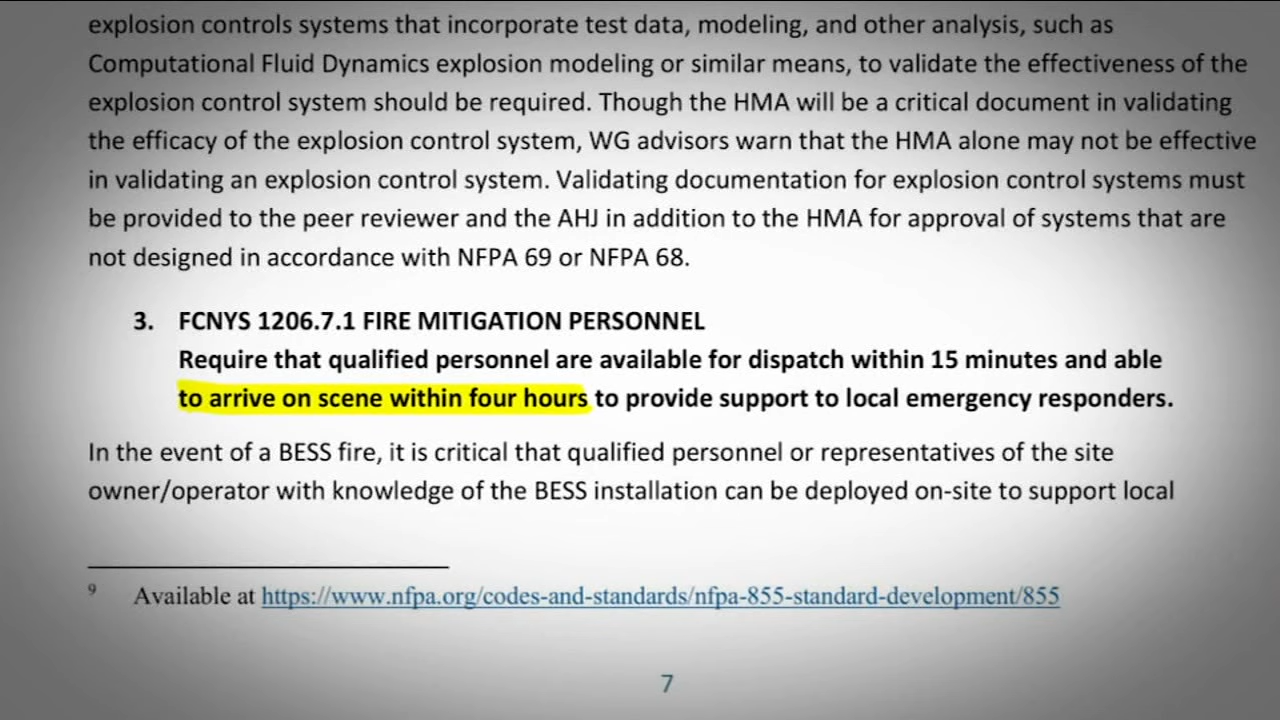 explosion controls systems that incorporate test data, modeling, and other analysis, such as
Computational Fluid Dynamics explosion modeling or similar means, to validate the effectiveness of the
explosion control system should be required. Though the HMA will be a critical document in validating
the efficacy of the explosion control system, WG advisors warn that the HMA alone may not be effective
in validating an explosion control system. Validating documentation for explosion control systems must
be provided to the peer reviewer and the AHJ in addition to the HMA for approval of systems that are
not designed in accordance with NFPA 69 or NFPA 68.
3. FCNYS 1206.7.1 FIRE MITIGATION PERSONNEL
Require that qualified personnel are available for dispatch within 15 minutes and able
to arrive on scene within four hours to provide support to local emergency responders.
In the event of a BESS fire, it is critical that qualified personnel or representatives of the site
owner/operator with knowledge of the BESS installation can be deployed on-site to support local
9 Available at https://www.nfpa.org/codes-and-standards/nfpa-855-standard-development/855
7